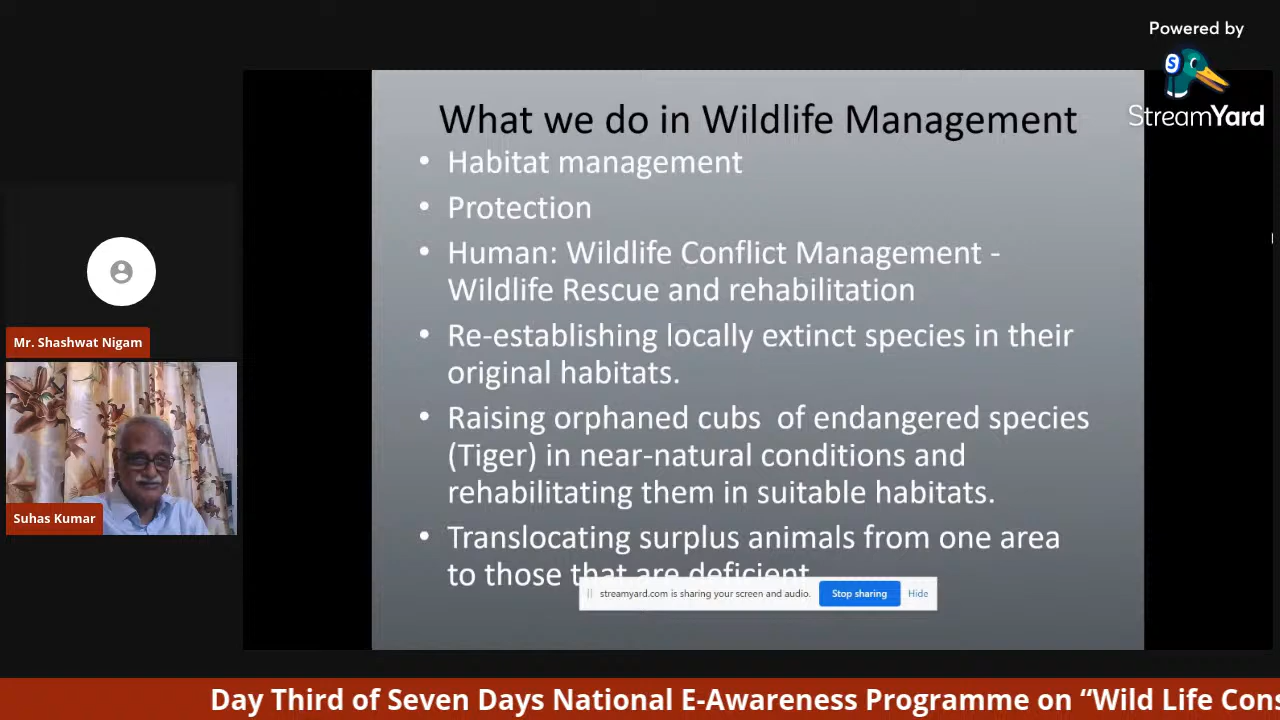 Powered by
S
StreamYard
What we do in Wildlife Management
• Habitat management
• Protection
• Human: Wildlife Conflict Management -
Wildlife Rescue and rehabilitation
• Re-establishing locally extinct species in their
original habitats.
• Raising orphaned cubs of endangered species
(Tiger) in near-natural conditions and
rehabilitating them in suitable habitats.
• Translocating surplus animals from one area
to those that are deficient
streamyard.com is sharing your screen and audio.
Stop sharing
Hide
Mr. Shashwat Nigam
Suhas Kumar
Day Third of Seven Days National E-Awareness Programme on “Wild Life Cons